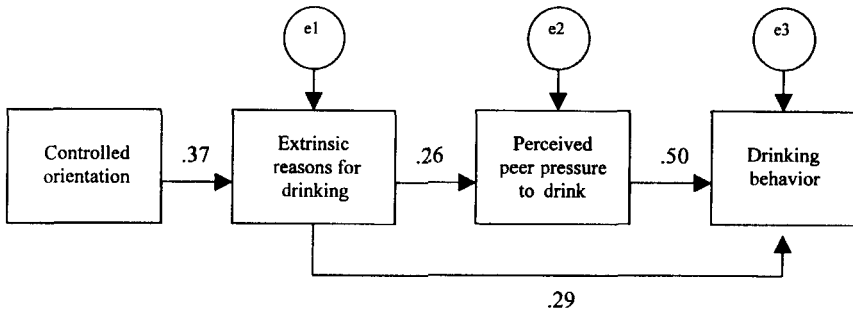 e1
e2
e3
Controlled
orientation
.37
Extrinsic
reasons for
drinking
.26
Perceived
peer pressure
to drink
.50
Drinking
behavior
.29